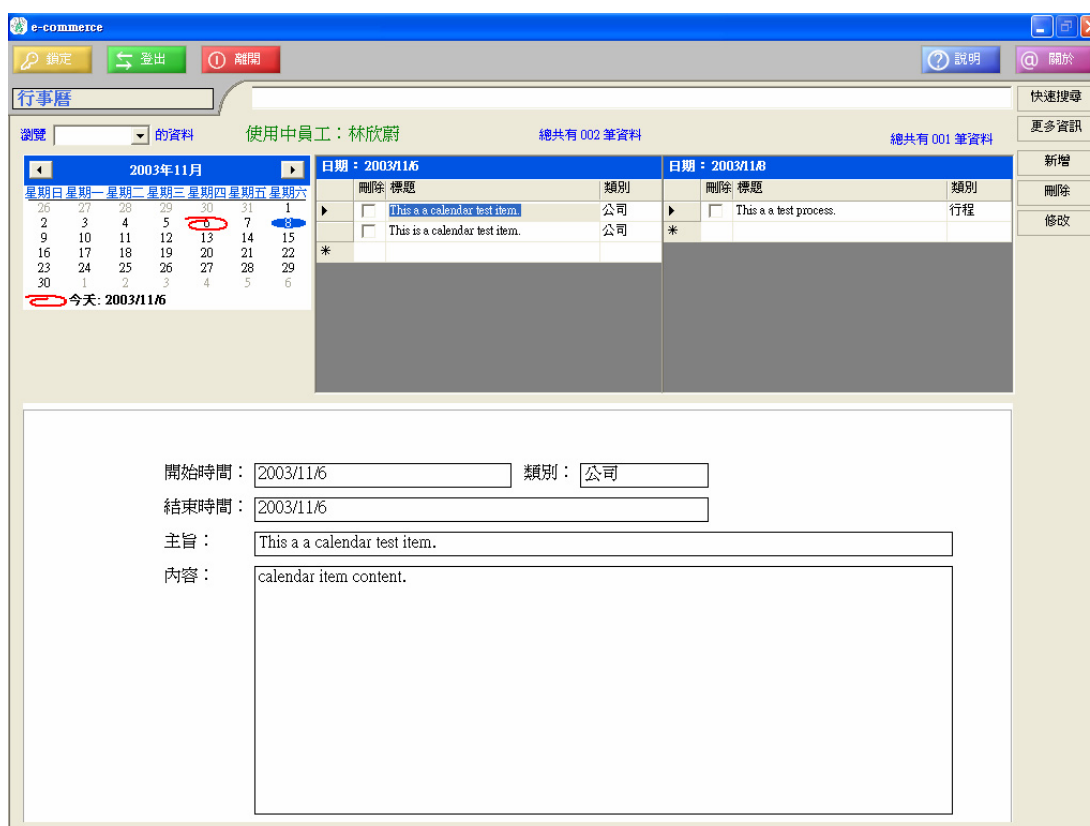 e-commerce
鎖定 登出 離開 說明 @ 關於
行事曆 快速搜尋
瀏覽 的資料 使用中員工：林欣蔚 總共有 002 筆資料 總共有 001 筆資料 更多資訊
新增
刪除
修改
2003年11月
星期日 星期一 星期二 星期三 星期四 星期五 星期六
26 27 28 29 30 31 1
2 3 4 5 6 7 8
9 10 11 12 13 14 15
16 17 18 19 20 21 22
23 24 25 26 27 28 29
30 1 2 3 4 5 6
今天: 2003/11/6
日期：2003/11/6
刪除 標題 類別
This a a calendar test item. 公司
This is a calendar test item. 公司
日期：2003/11/8
刪除 標題 類別
This a a test process. 行程
開始時間： 2003/11/6 類別： 公司
結束時間： 2003/11/6
主旨： This a a calendar test item.
內容： calendar item content.